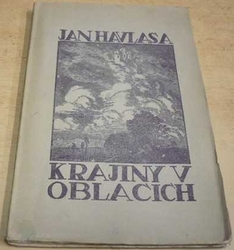 JAN HAVLASA
KRAJINY V
OBLACÍCH